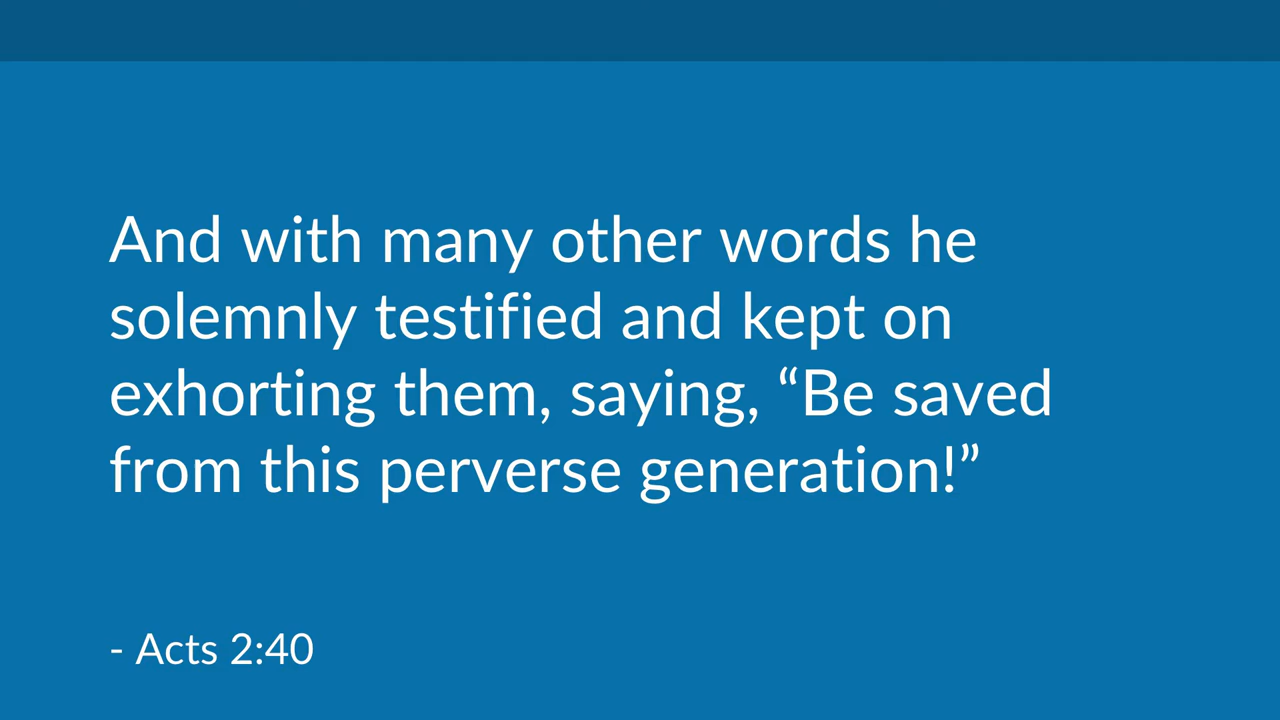 And with many other words he
solemnly testified and kept on
exhorting them, saying, “Be saved
from this perverse generation!”
- Acts 2:40